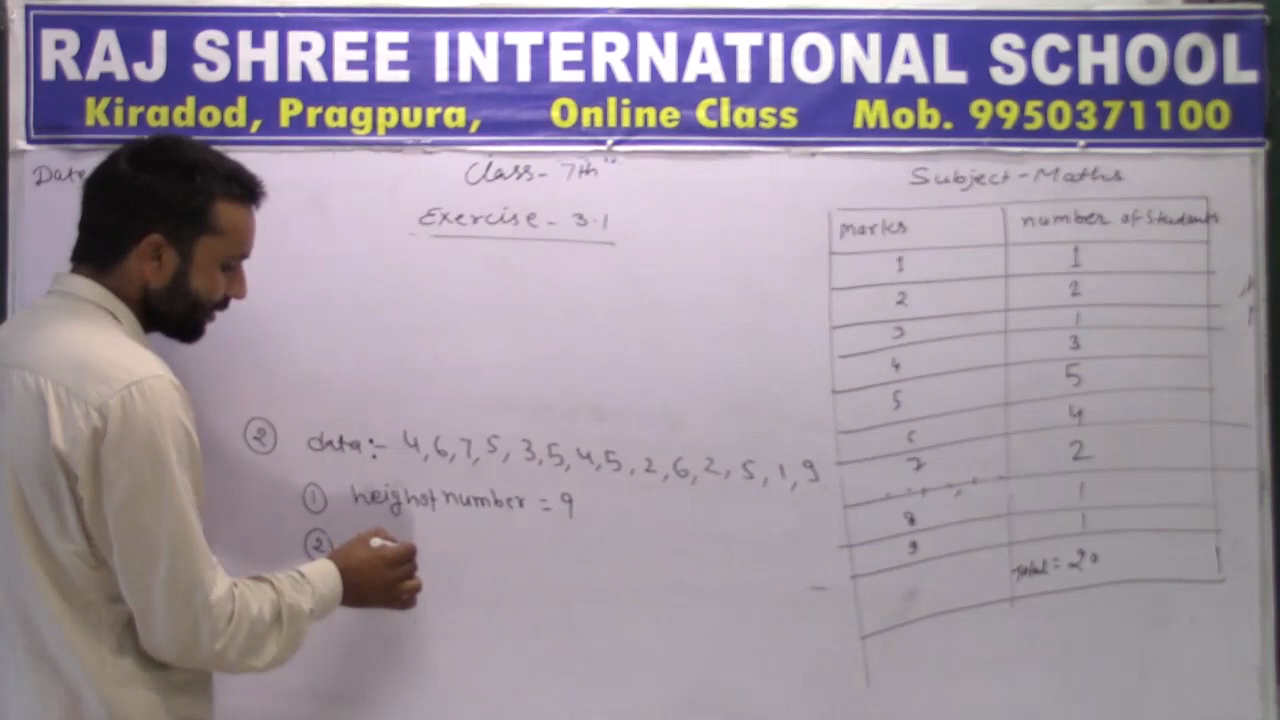 RAJ SHREE INTERNATIONAL SCHOOL
Kiradod, Pragpura, Online Class Mob. 9950371100
Date
Class - 7th
Subject - Maths
Exercise - 3.1
marks number of Students
1 1
2 2
3 1
4 3
5 5
6 4
7 2
8 1
9 1
Total = 20
② data :- 4, 6, 7, 5, 3, 5, 4, 5, 2, 6, 2, 5, 1, 9
① heighst number = 9
②